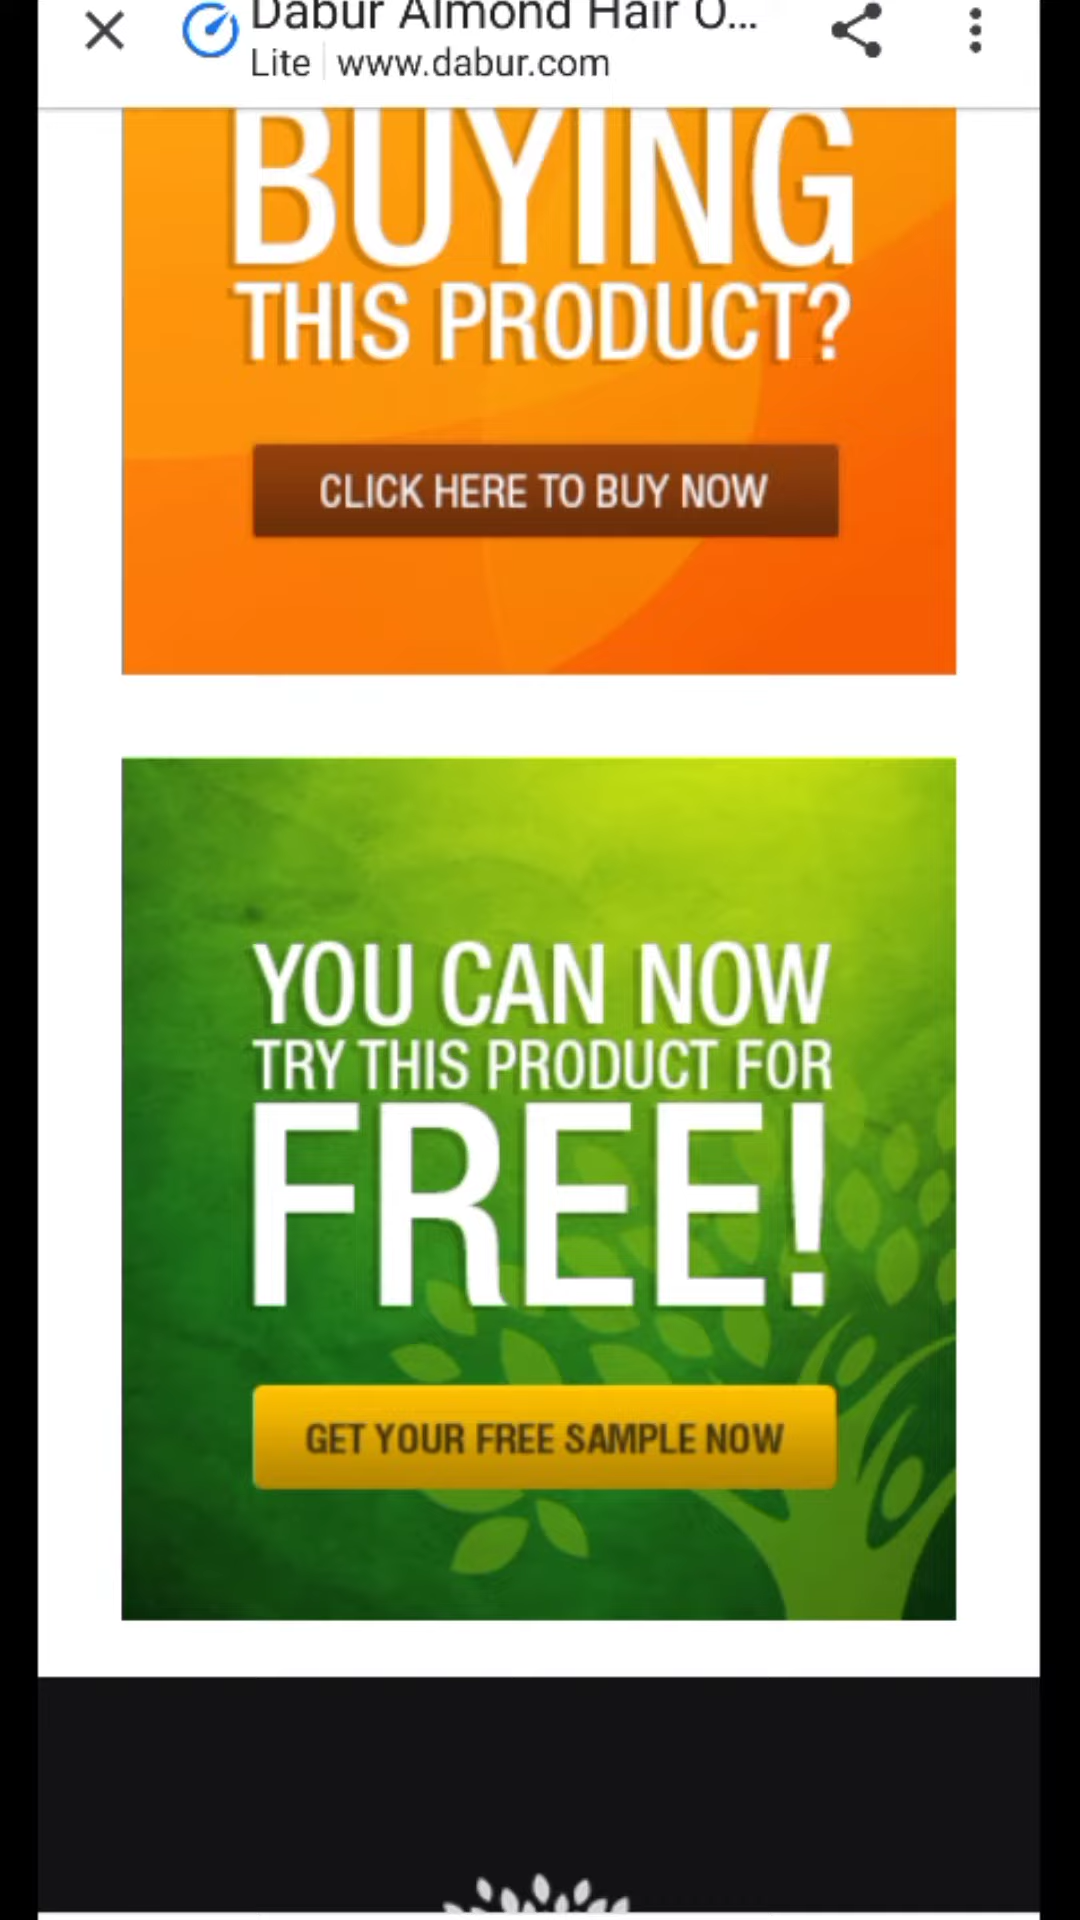 Dabur Almond Hair O...
Lite www.dabur.com
BUYING
THIS PRODUCT?
CLICK HERE TO BUY NOW
YOU CAN NOW
TRY THIS PRODUCT FOR
FREE!
GET YOUR FREE SAMPLE NOW